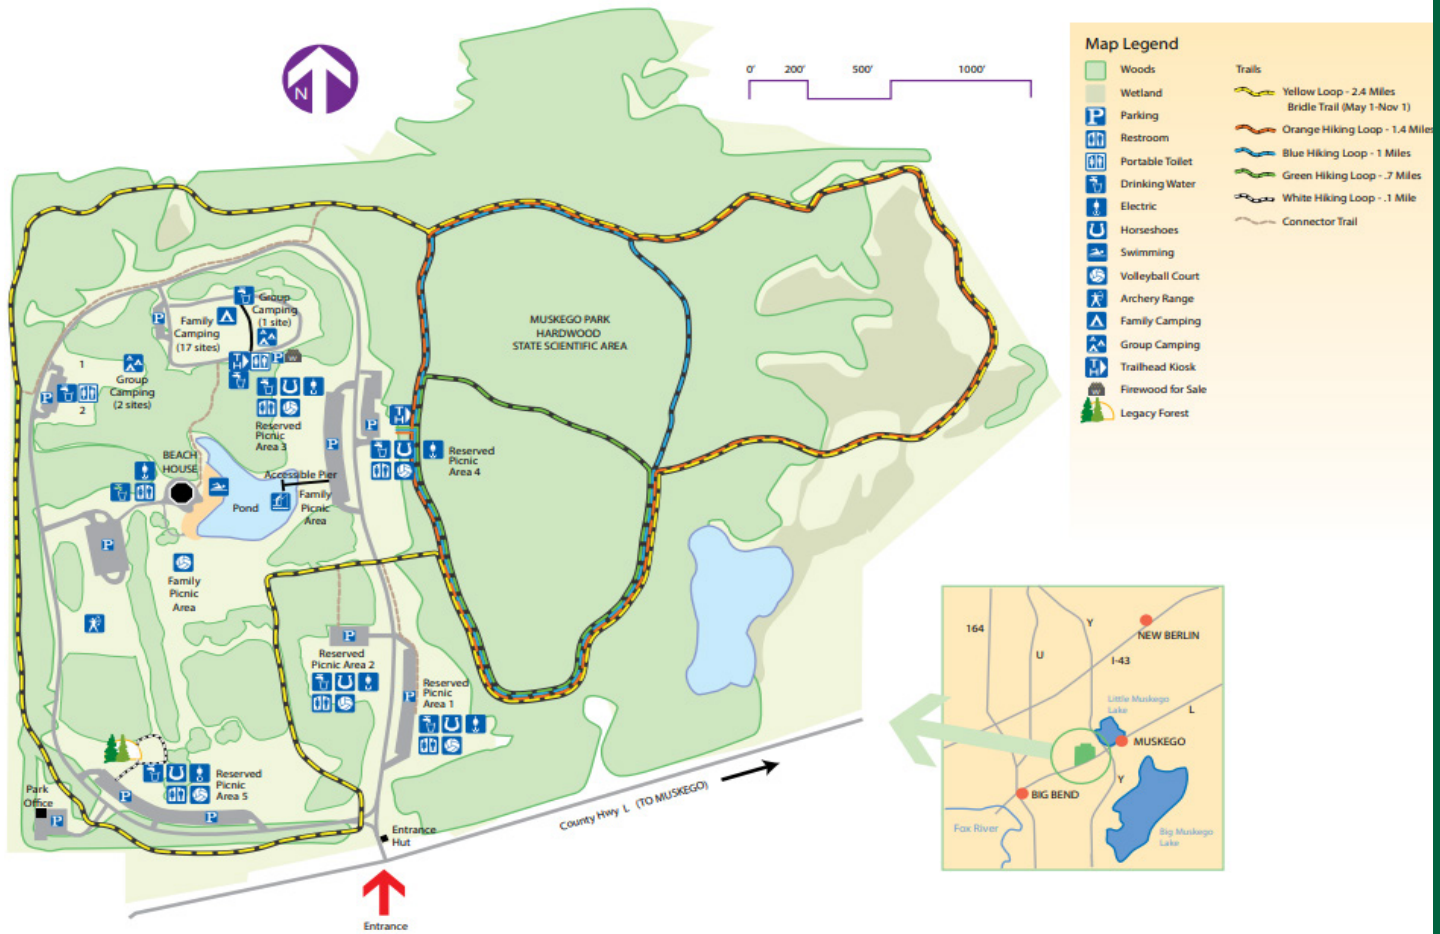 N
0'
200'
500'
1000'
Map Legend
Woods
Wetland
P
Parking
Restroom
Portable Toilet
Drinking Water
Electric
Horseshoes
Swimming
Volleyball Court
Archery Range
Family Camping
Group Camping
TH
Trailhead Kiosk
W
Firewood for Sale
Legacy Forest
Trails
Yellow Loop - 2.4 Miles
Bridle Trail (May 1-Nov 1)
Orange Hiking Loop - 1.4 Miles
Blue Hiking Loop - 1 Miles
Green Hiking Loop - .7 Miles
White Hiking Loop - .1 Mile
Connector Trail
Group
Camping
(1 site)
Family
Camping
(17 sites)
P
TH
P
W
1
Group
Camping
(2 sites)
P
2
Reserved
Picnic
Area 3
P
P
TH
Reserved
Picnic
Area 4
MUSKEGO PARK
HARDWOOD
STATE SCIENTIFIC AREA
BEACH
HOUSE
Accessible Pier
Pond
Family
Picnic
Area
P
Family
Picnic
Area
P
Reserved
Picnic Area 2
P
Reserved
Picnic
Area 1
Reserved
Picnic
Area 5
P
P
Park
Office
P
Entrance
Hut
County Hwy L (TO MUSKEGO)
Entrance
164
Y
NEW BERLIN
U
I-43
Little Muskego
Lake
L
MUSKEGO
Y
BIG BEND
Fox River
Big Muskego
Lake